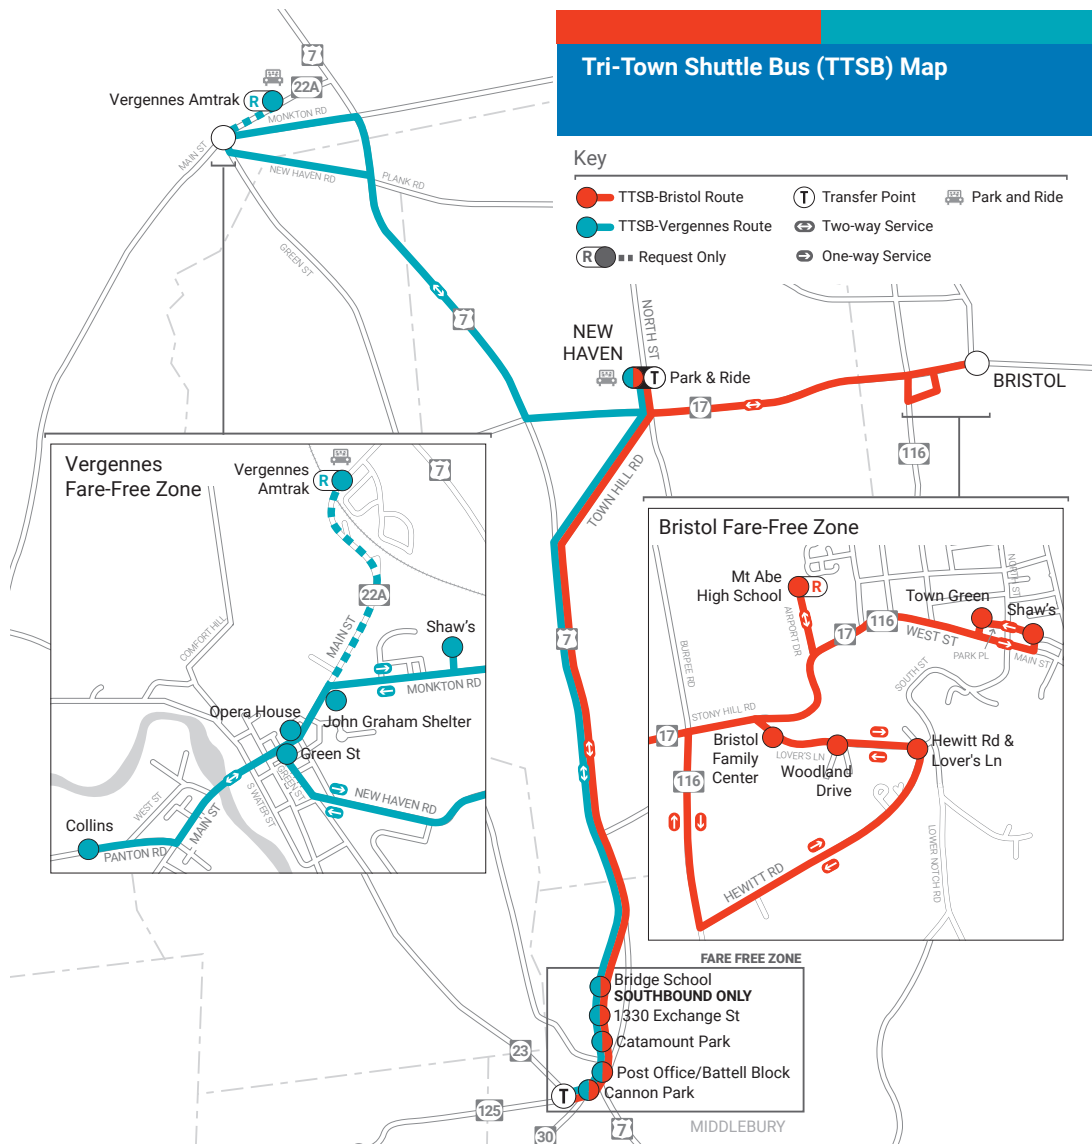 Tri-Town Shuttle Bus (TTSB) Map
Key
TTSB-Bristol Route
T Transfer Point
Park and Ride
TTSB-Vergennes Route
Two-way Service
R Request Only
One-way Service
7
22A
Vergennes Amtrak R
MONKTON RD
MAIN ST
NEW HAVEN RD
PLANK RD
GREEN ST
7
NORTH ST
NEW
HAVEN
T Park & Ride
BRISTOL
17
116
TOWN HILL RD
7
Vergennes
Fare-Free Zone
Vergennes
Amtrak
R
7
22A
COMFORT HILL
MAIN ST
Shaw's
MONKTON RD
John Graham Shelter
Opera House
Green St
GREEN ST
S WATER ST
NEW HAVEN RD
WEST ST
MAIN ST
Collins
PANTON RD
Bristol Fare-Free Zone
Mt Abe
High School
R
AIRPORT DR
NORTH ST
Town Green
Shaw's
116
17
WEST ST
PARK PL
MAIN ST
BURPEE RD
SOUTH ST
STONY HILL RD
17
Bristol
Family
Center
LOVER'S LN
Woodland
Drive
Hewitt Rd &
Lover's Ln
116
HEWITT RD
LOWER NOTCH RD
FARE FREE ZONE
Bridge School
SOUTHBOUND ONLY
1330 Exchange St
Catamount Park
Post Office/Battell Block
Cannon Park
T
23
125
30
7
MIDDLEBURY